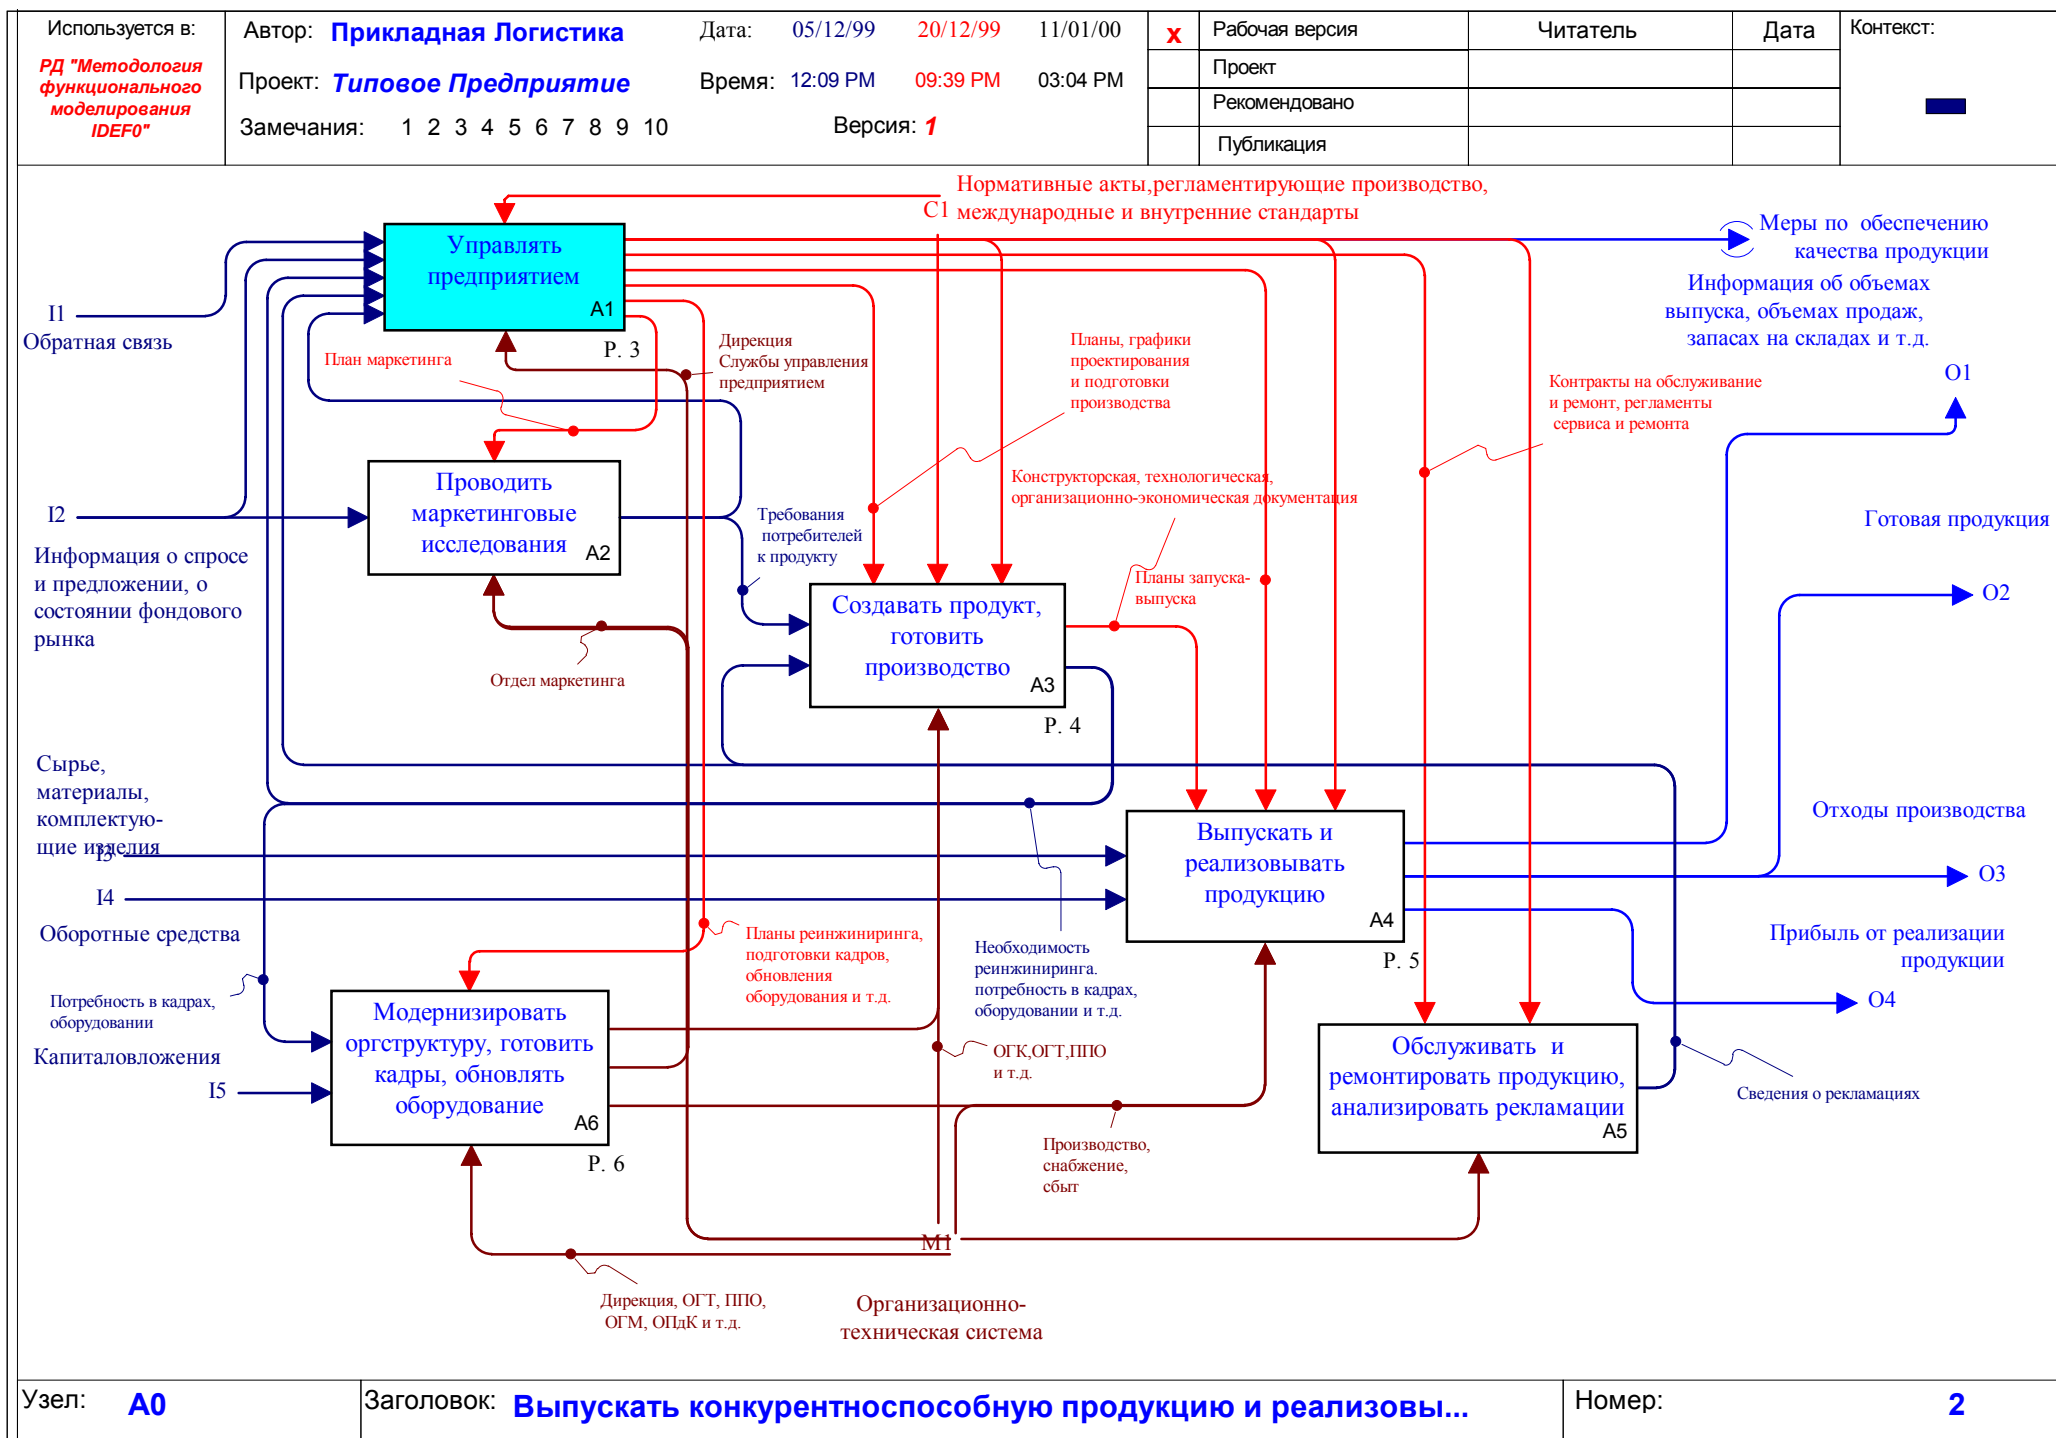 Используется в:
РД "Методология
функционального
моделирования
IDEF0"
Автор: Прикладная Логистика
Дата: 05/12/99 20/12/99 11/01/00
Проект: Типовое Предприятие
Время: 12:09 PM 09:39 PM 03:04 PM
Замечания: 1 2 3 4 5 6 7 8 9 10
Версия: 1
x Рабочая версия
Проект
Рекомендовано
Публикация
Читатель
Дата
Контекст:
Нормативные акты,регламентирующие производство,
C1 международные и внутренние стандарты
Управлять
предприятием
A1
P. 3
Меры по обеспечению
качества продукции
Информация об объемах
выпуска, объемах продаж,
запасах на складах и т.д.
O1
I1
Обратная связь
План маркетинга
Дирекция
Службы управления
предприятием
Планы, графики
проектирования
и подготовки
производства
Контракты на обслуживание
и ремонт, регламенты
сервиса и ремонта
Проводить
маркетинговые
исследования
A2
I2
Информация о спросе
и предложении, о
состоянии фондового
рынка
Требования
потребителей
к продукту
Конструкторская, технологическая,
организационно-экономическая документация
Готовая продукция
Планы запуска-
выпуска
O2
Создавать продукт,
готовить
производство
A3
P. 4
Отдел маркетинга
Сырье,
материалы,
комплектую-
щие изделия
I3
Выпускать и
реализовывать
продукцию
A4
P. 5
Отходы производства
O3
I4
Оборотные средства
Потребность в кадрах,
оборудовании
Планы реинжиниринга,
подготовки кадров,
обновления
оборудования и т.д.
Необходимость
реинжиниринга.
потребность в кадрах,
оборудовании и т.д.
Прибыль от реализации
продукции
O4
Капиталовложения
I5
Модернизировать
оргструктуру, готовить
кадры, обновлять
оборудование
A6
P. 6
ОГК,ОГТ,ППО
и т.д.
Обслуживать и
ремонтировать продукцию,
анализировать рекламации
A5
Сведения о рекламациях
Производство,
снабжение,
сбыт
M1
Дирекция, ОГТ, ППО,
ОГМ, ОПдК и т.д.
Организационно-
техническая система
Узел: A0
Заголовок: Выпускать конкурентноспособную продукцию и реализовы...
Номер: 2